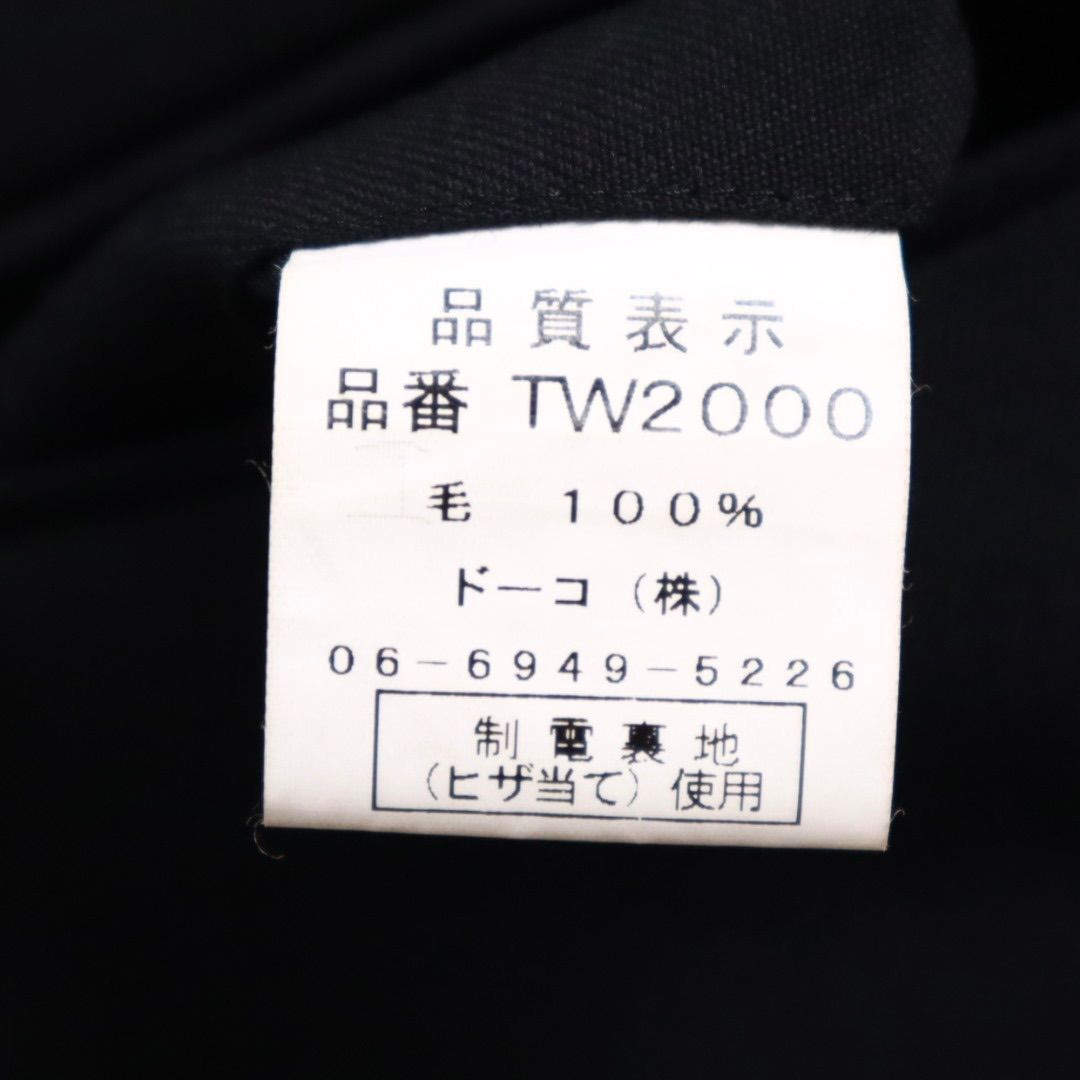 品質表示
品番 TW2000
毛 100%
ドーコ（株）
06-6949-5226
制電裏地
（ヒザ当て）使用